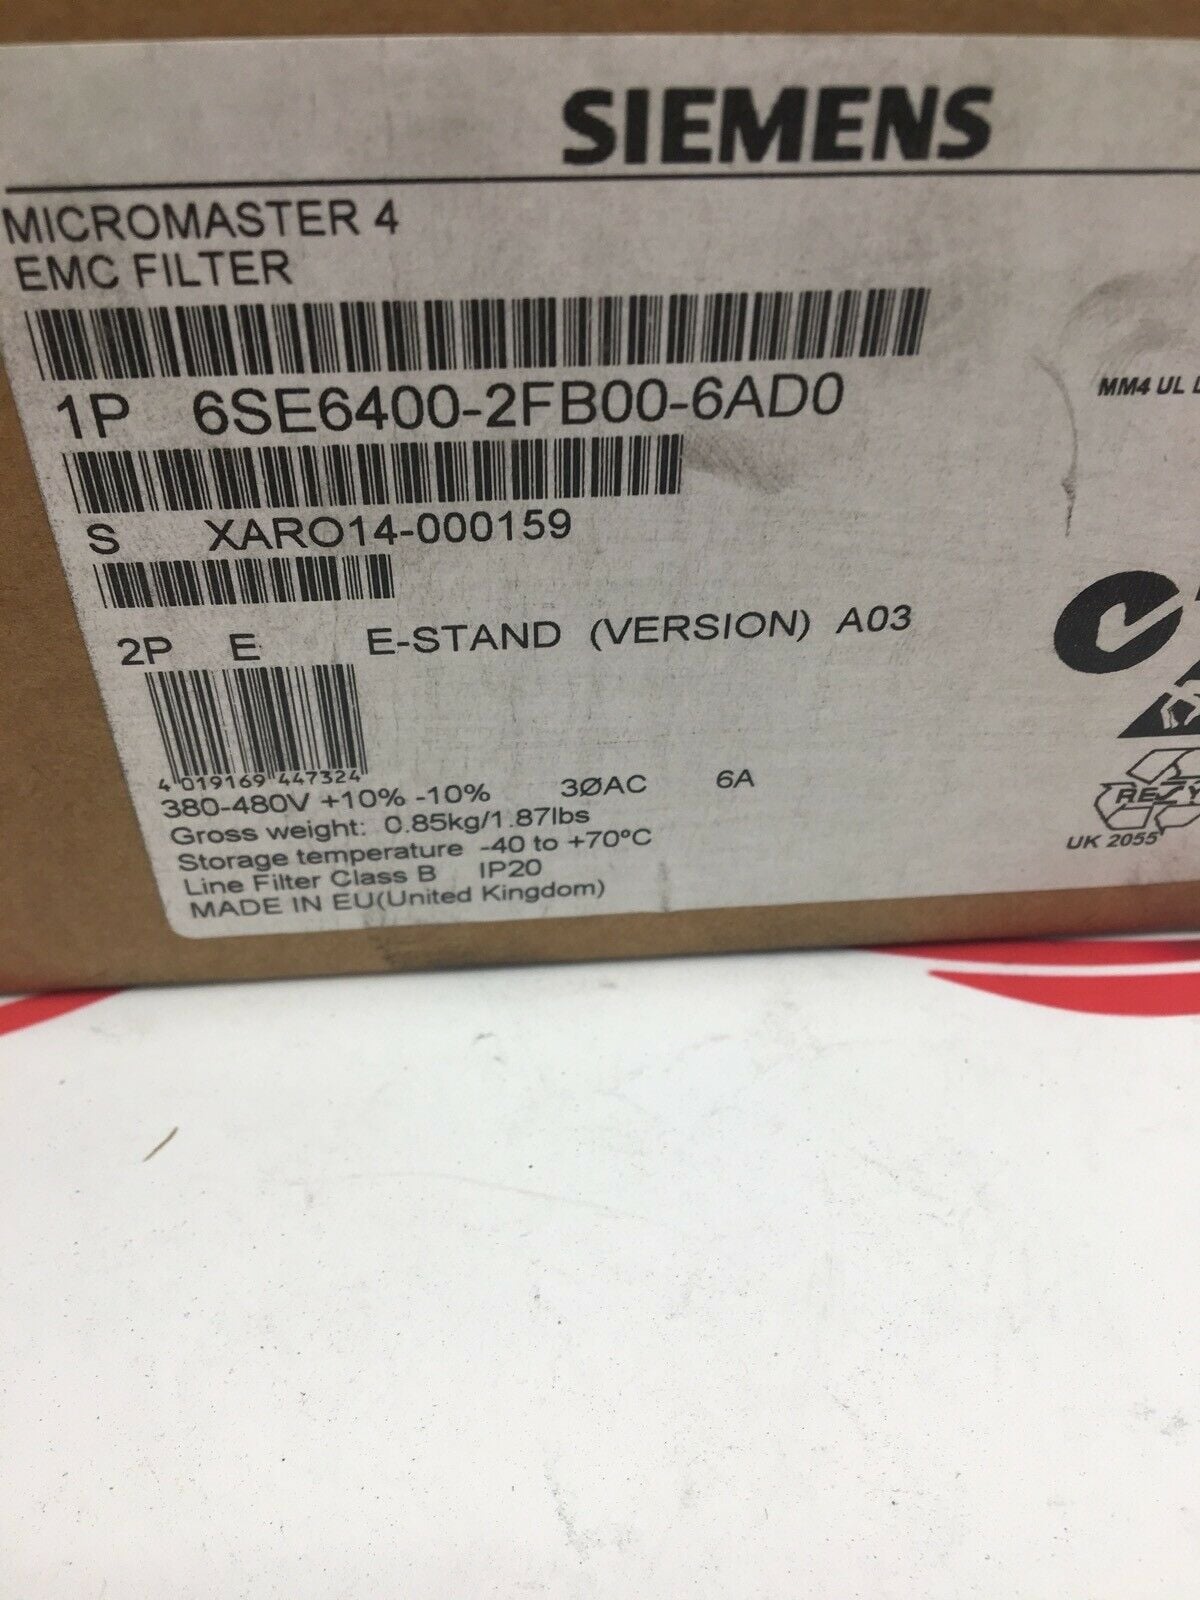 SIEMENS
MICROMASTER 4
EMC FILTER
1P 6SE6400-2FB00-6AD0
MM4 UL
S XARO14-000159
2P E E-STAND (VERSION) A03
4 019169 447324
380-480V +10% -10% 3ØAC 6A
Gross weight: 0.85kg/1.87lbs
Storage temperature -40 to +70°C
Line Filter Class B IP20
MADE IN EU(United Kingdom)
REZY
UK 2055